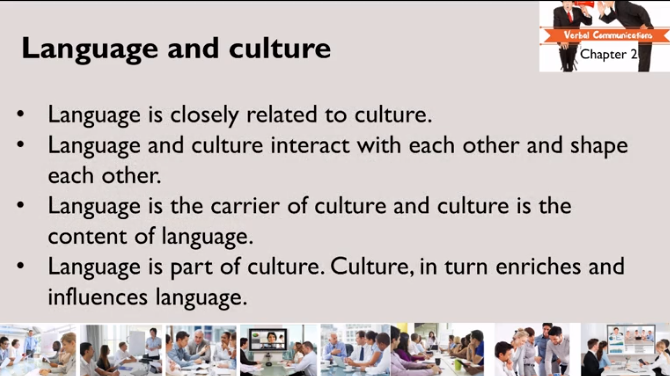 Verbal Communications
Language and culture
Chapter 2
• Language is closely related to culture.
• Language and culture interact with each other and shape
each other.
• Language is the carrier of culture and culture is the
content of language.
• Language is part of culture. Culture, in turn enriches and
influences language.